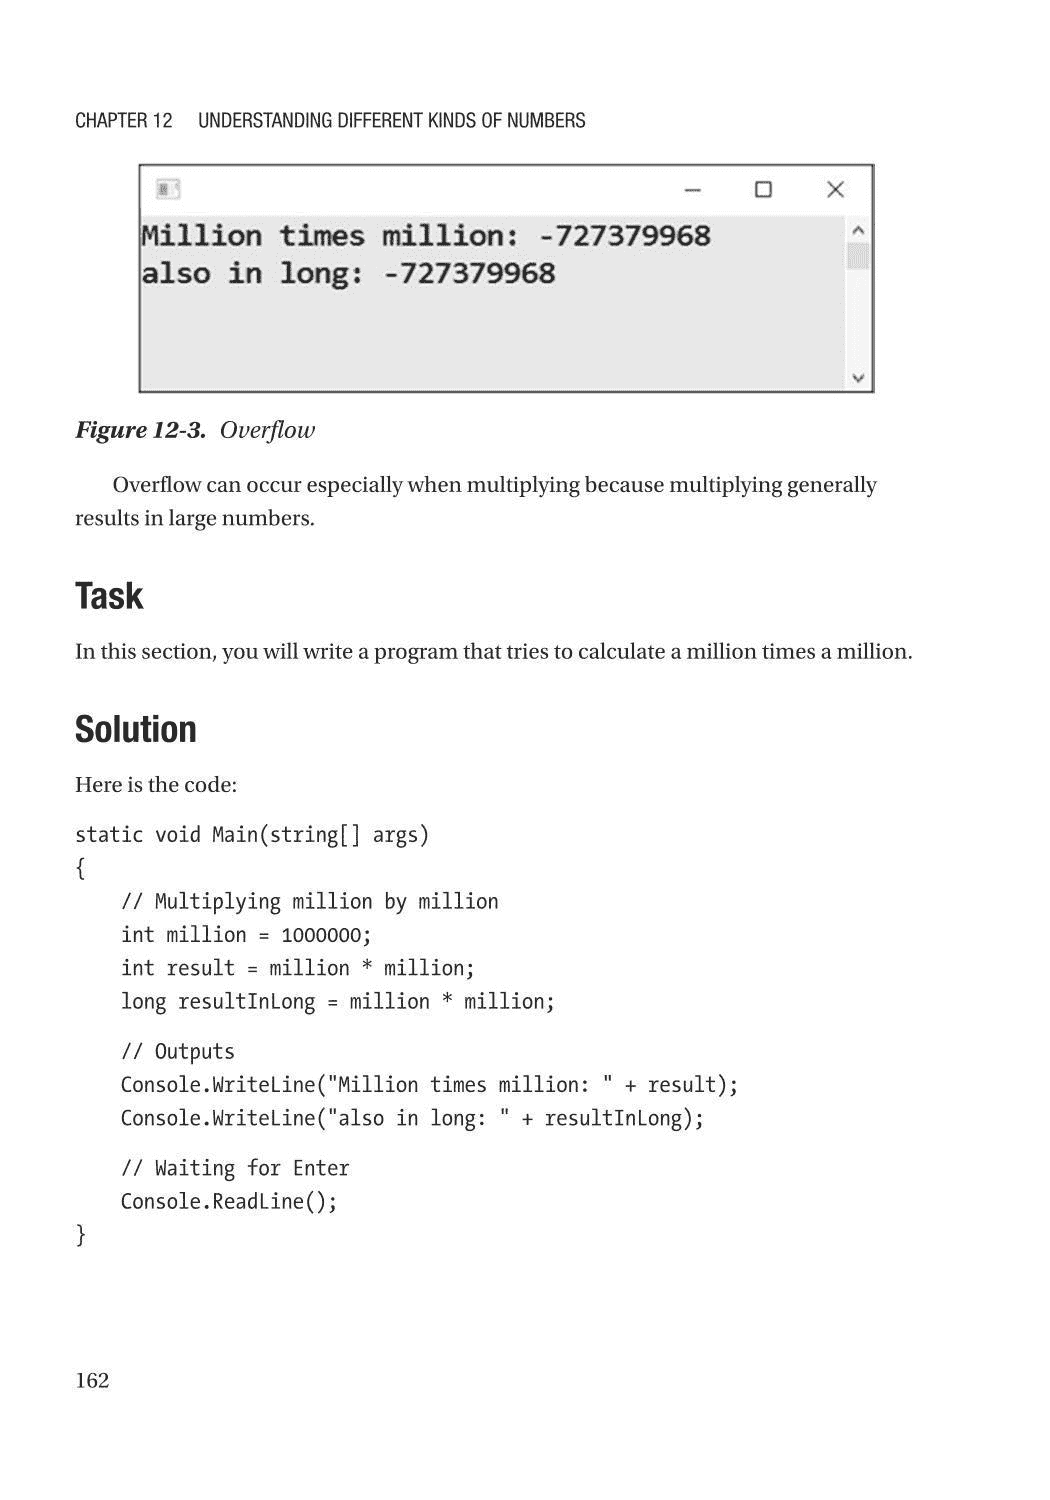 CHAPTER 12 UNDERSTANDING DIFFERENT KINDS OF NUMBERS
Million times million: -727379968
also in long: -727379968
Figure 12-3. Overflow
Overflow can occur especially when multiplying because multiplying generally
results in large numbers.
Task
In this section, you will write a program that tries to calculate a million times a million.
Solution
Here is the code:
static void Main(string[] args)
{
// Multiplying million by million
int million = 1000000;
int result = million * million;
long resultInLong = million * million;
// Outputs
Console.WriteLine("Million times million: " + result);
Console.WriteLine("also in long: " + resultInLong);
// Waiting for Enter
Console.ReadLine();
}
162